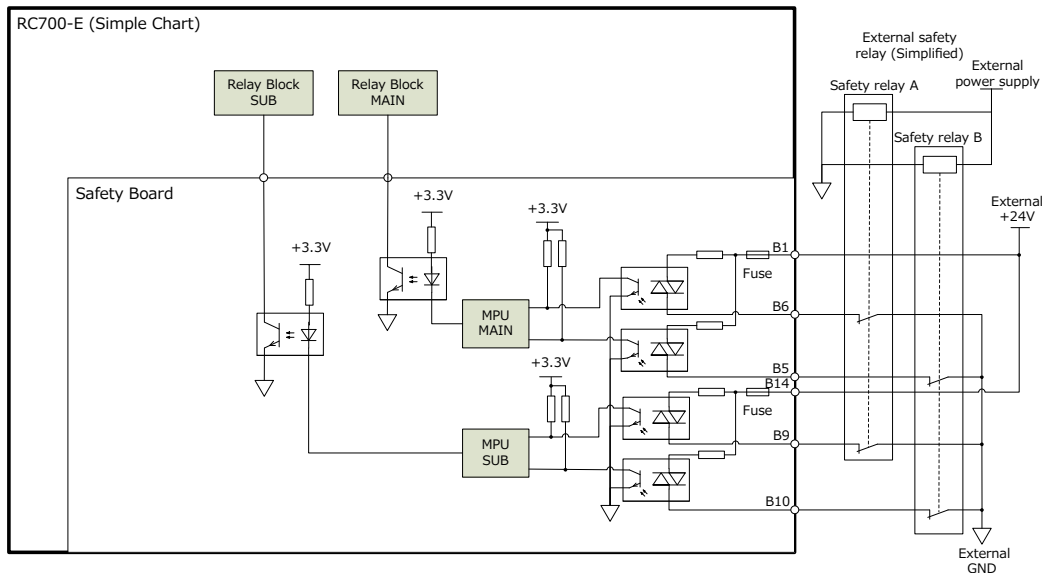 RC700-E (Simple Chart)
External safety
relay (Simplified)
External
power supply
Relay Block
SUB
Relay Block
MAIN
Safety relay A
Safety relay B
Safety Board
+3.3V
+3.3V
+3.3V
External
+24V
B1
Fuse
MPU
MAIN
B6
+3.3V
B5
B14
Fuse
MPU
SUB
B9
B10
External
GND